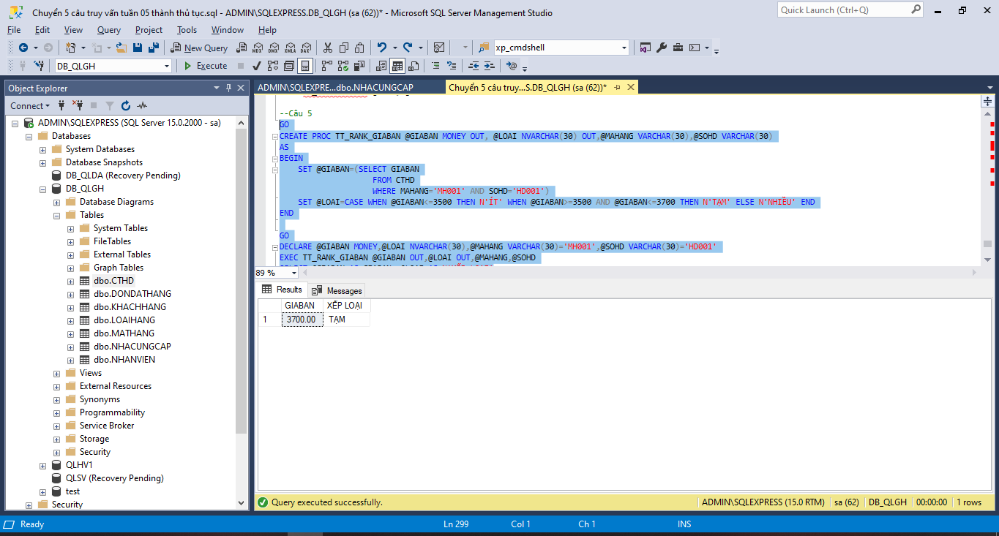 Chuyển 5 câu truy vấn tuần 05 thành thủ tục.sql - ADMIN\SQLEXPRESS.DB_QLGH (sa (62))* - Microsoft SQL Server Management Studio
Quick Launch (Ctrl+Q)
File Edit View Query Project Tools Window Help
New Query
MDX DMX XMLA DAX
xp_cmdshell
DB_QLGH
Execute
Object Explorer
Connect
ADMIN\SQLEXPRESS (SQL Server 15.0.2000 - sa)
Databases
System Databases
Database Snapshots
DB_QLDA (Recovery Pending)
DB_QLGH
Database Diagrams
Tables
System Tables
FileTables
External Tables
Graph Tables
dbo.CTHD
dbo.DONDATHANG
dbo.KHACHHANG
dbo.LOAIHANG
dbo.MATHANG
dbo.NHACUNGCAP
dbo.NHANVIEN
Views
External Resources
Synonyms
Programmability
Service Broker
Storage
Security
QLHV1
QLSV (Recovery Pending)
test
Security
ADMIN\SQLEXPRE...dbo.NHACUNGCAP
Chuyển 5 câu truy...S.DB_QLGH (sa (62))*
--Câu 5
GO
CREATE PROC TT_RANK_GIABAN @GIABAN MONEY OUT, @LOAI NVARCHAR(30) OUT,@MAHANG VARCHAR(30),@SOHD VARCHAR(30)
AS
BEGIN
SET @GIABAN=(SELECT GIABAN
FROM CTHD
WHERE MAHANG='MH001' AND SOHD='HD001')
SET @LOAI=CASE WHEN @GIABAN<=3500 THEN N'ÍT' WHEN @GIABAN>=3500 AND @GIABAN<=3700 THEN N'TẠM' ELSE N'NHIỀU' END
END
GO
DECLARE @GIABAN MONEY,@LOAI NVARCHAR(30),@MAHANG VARCHAR(30)='MH001',@SOHD VARCHAR(30)='HD001'
EXEC TT_RANK_GIABAN @GIABAN OUT,@LOAI OUT,@MAHANG,@SOHD
89 %
Results Messages
GIABAN XẾP LOẠI
1 3700.00 TẠM
Query executed successfully.
ADMIN\SQLEXPRESS (15.0 RTM) sa (62) DB_QLGH 00:00:00 1 rows
Ready Ln 299 Col 1 Ch 1 INS